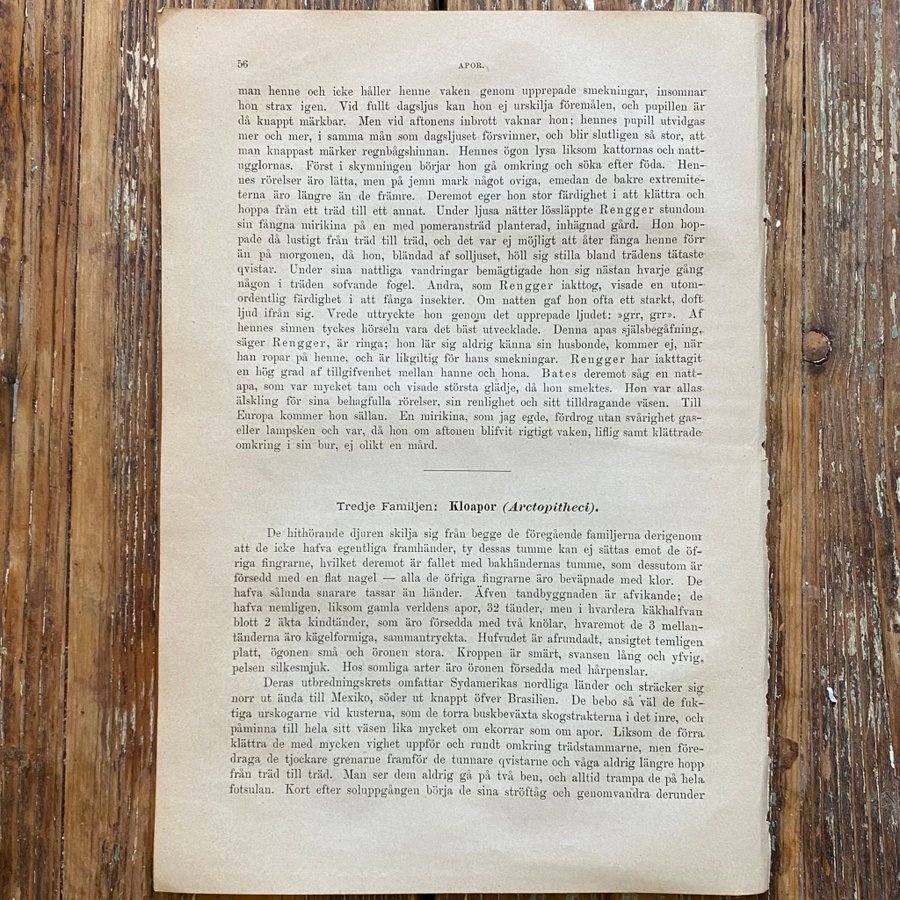 56
APOR.
man henne och icke håller henne vaken genom upprepade smekningar, insomnar
hon strax igen. Vid fullt dagsljus kan hon ej urskilja föremålen, och pupillen är
då knappt märkbar. Men vid aftonens inbrott vaknar hon; hennes pupill utvidgas
mer och mer, i samma mån som dagsljuset försvinner, och blir slutligen så stor, att
man knappast märker regnbågshinnan. Hennes ögon lysa liksom kattornas och natt-
ugglornas. Först i skymningen börjar hon gå omkring och söka efter föda. Hen-
nes rörelser äro lätta, men på jemn mark något oviga, emedan de bakre extremite-
terna äro längre än de främre. Deremot eger hon stor färdighet i att klättra och
hoppa från ett träd till ett annat. Under ljusa nätter lössläppte Rengger stundom
sin fångna mirikina på en med pomeransträd planterad, inhägnad gård. Hon hop-
pade då lustigt från träd till träd, och det var ej möjligt att åter fånga henne förr
än på morgonen, då hon, bländad af solljuset, höll sig stilla bland trädens tätaste
qvistar. Under sina nattliga vandringar bemägtigade hon sig nästan hvarje gång
någon i träden sofvande fogel. Andra, som Rengger iakttog, visade en utom-
ordentlig färdighet i att fånga insekter. Om natten gaf hon ofta ett starkt, doft
ljud ifrån sig. Vrede uttryckte hon genom det upprepade ljudet: »grr, grr». Af
hennes sinnen tyckes hörseln vara det bäst utvecklade. Denna apas själsbegåfning,
säger Rengger, är ringa; hon lär sig aldrig känna sin husbonde, kommer ej, när
han ropar på henne, och är likgiltig för hans smekningar. Rengger har iakttagit
en hög grad af tillgifvenhet mellan hanne och hona. Bates deremot såg en natt-
apa, som var mycket tam och visade största glädje, då hon smektes. Hon var allas
älskling för sina behagfulla rörelser, sin renlighet och sitt tilldragande väsen. Till
Europa kommer hon sällan. En mirikina, som jag egde, fördrog utan svårighet gas-
eller lampsken och var, då hon om aftonen blifvit rigtigt vaken, liflig samt klättrade
omkring i sin bur, ej olikt en mård.
Tredje Familjen: Kloapor (Arctopitheci).
De hithörande djuren skilja sig från begge de föregående familjerna derigenom
att de icke hafva egentliga framhänder, ty dessas tumme kan ej sättas emot de öf-
riga fingrarne, hvilket deremot är fallet med bakhändernas tumme, som dessutom är
försedd med en flat nagel — alla de öfriga fingrarne äro beväpnade med klor. De
hafva sålunda snarare tassar än händer. Äfven tandbyggnaden är afvikande; de
hafva nemligen, liksom gamla verldens apor, 32 tänder, men i hvardera käkhalfvan
blott 2 äkta kindtänder, som äro försedda med två knölar, hvaremot de 3 mellan-
tänderna äro kägelformiga, sammantryckta. Hufvudet är afrundadt, ansigtet temligen
platt, ögonen små och öronen stora. Kroppen är smärt, svansen lång och yfvig,
pelsen silkesmjuk. Hos somliga arter äro öronen försedda med hårpenslar.
Deras utbredningskrets omfattar Sydamerikas nordliga länder och sträcker sig
norr ut ända till Mexiko, söder ut knappt öfver Brasilien. De bebo så väl de fuk-
tiga urskogarne vid kusterna, som de torra buskbeväxta skogstrakterna i det inre, och
påminna till hela sitt väsen lika mycket om ekorrar som om apor. Liksom de förra
klättra de med mycken vighet uppför och rundt omkring trädstammarne, men före-
draga de tjockare grenarne framför de tunnare qvistarne och våga aldrig längre hopp
från träd till träd. Man ser dem aldrig gå på två ben, och alltid trampa de på hela
fotsulan. Kort efter soluppgången börja de sina ströftåg och genomvandra derunder